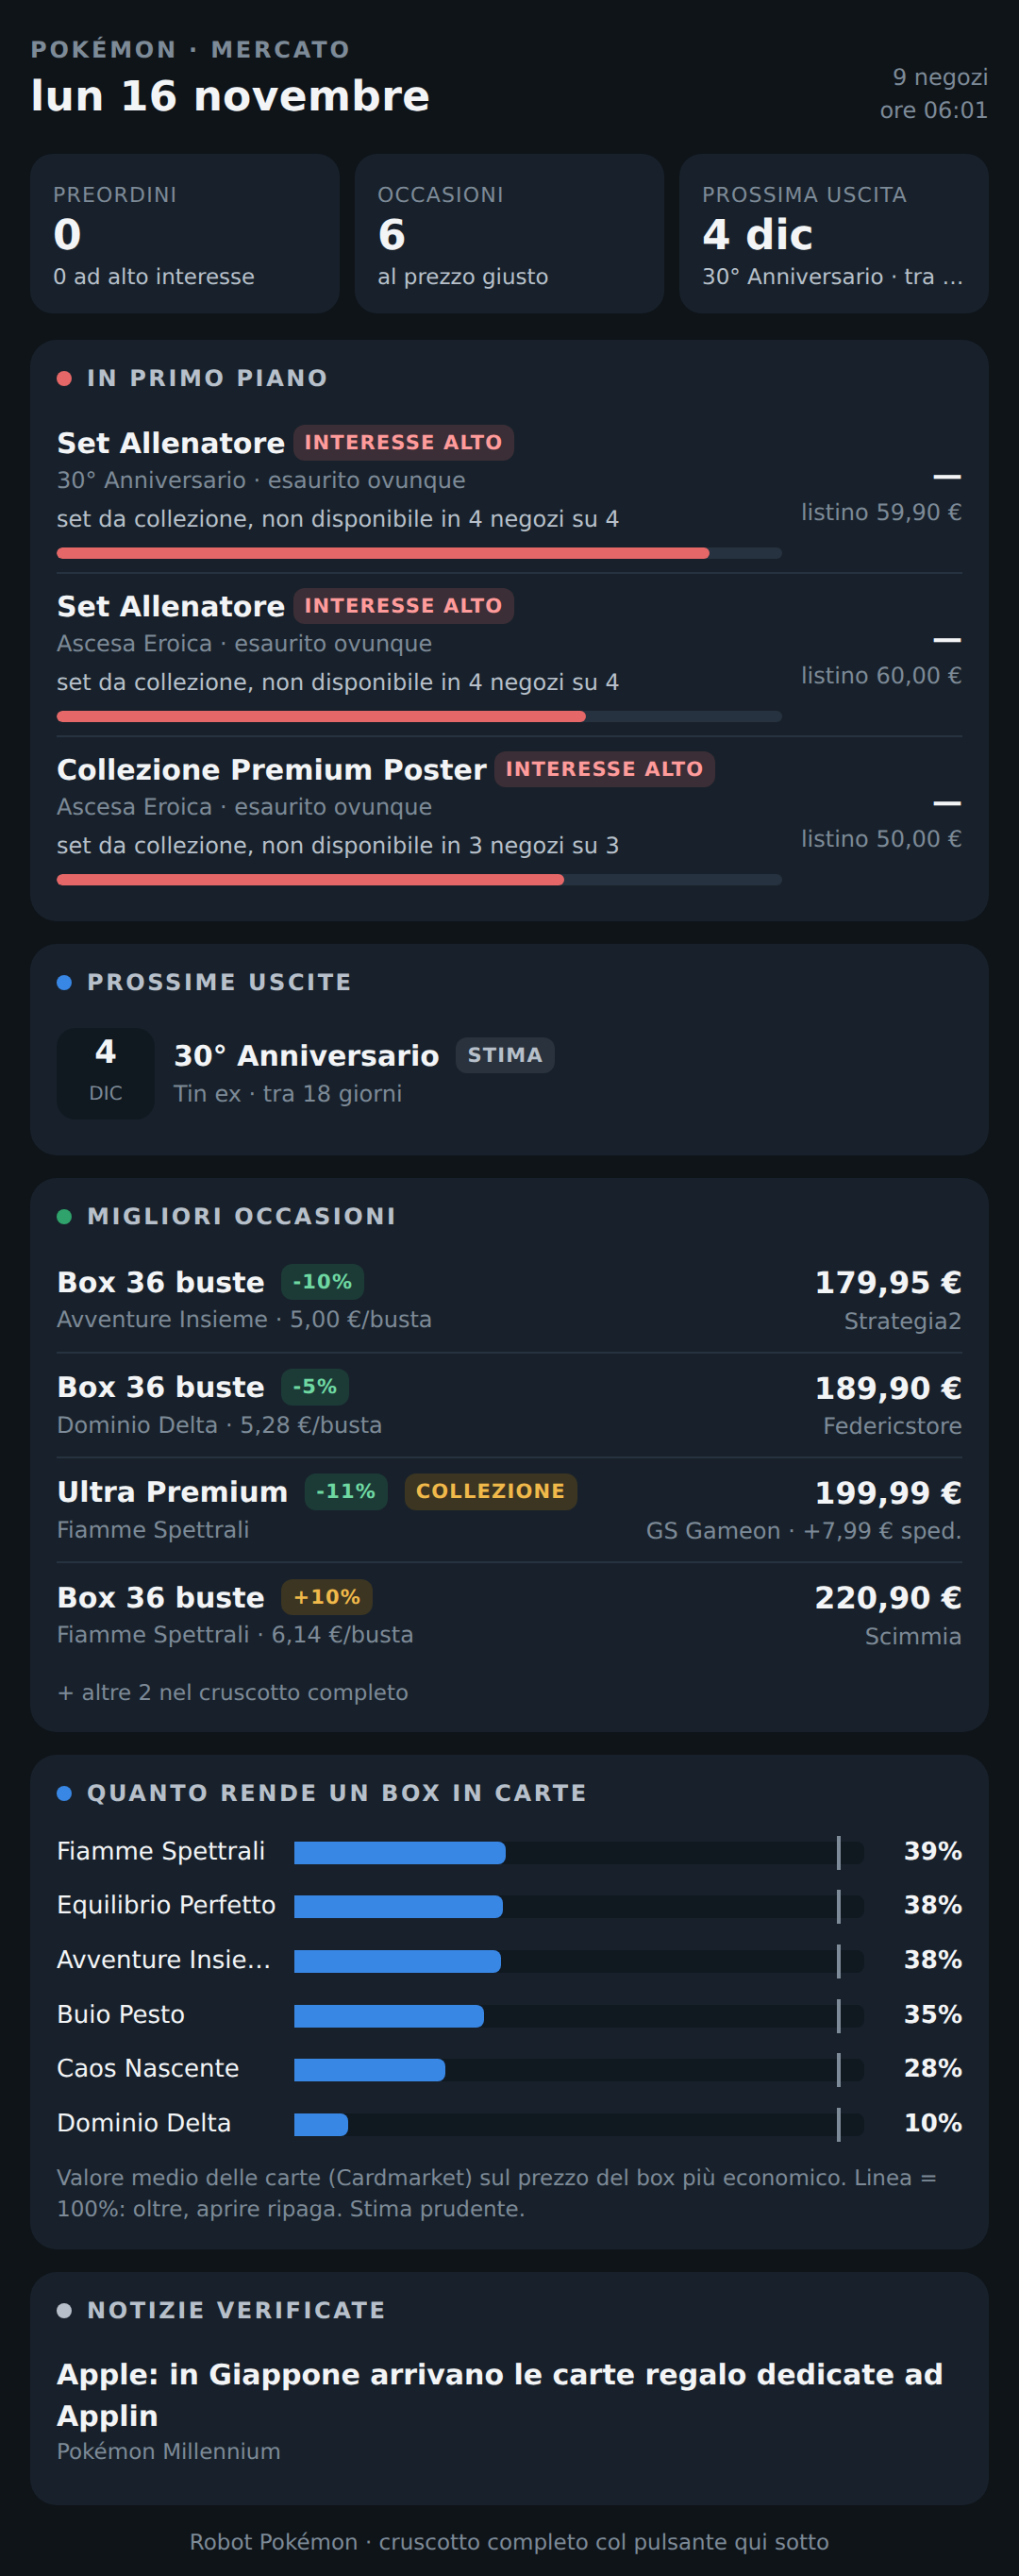 POKÉMON · MERCATO
lun 16 novembre
9 negozi
ore 06:01
PREORDINI
0
0 ad alto interesse
OCCASIONI
6
al prezzo giusto
PROSSIMA USCITA
4 dic
30° Anniversario · tra …
IN PRIMO PIANO
Set Allenatore INTERESSE ALTO
30° Anniversario · esaurito ovunque
set da collezione, non disponibile in 4 negozi su 4
—
listino 59,90 €
Set Allenatore INTERESSE ALTO
Ascesa Eroica · esaurito ovunque
set da collezione, non disponibile in 4 negozi su 4
—
listino 60,00 €
Collezione Premium Poster INTERESSE ALTO
Ascesa Eroica · esaurito ovunque
set da collezione, non disponibile in 3 negozi su 3
—
listino 50,00 €
PROSSIME USCITE
4
DIC
30° Anniversario STIMA
Tin ex · tra 18 giorni
MIGLIORI OCCASIONI
Box 36 buste -10% 179,95 €
Avventure Insieme · 5,00 €/busta Strategia2
Box 36 buste -5% 189,90 €
Dominio Delta · 5,28 €/busta Federicstore
Ultra Premium -11% COLLEZIONE 199,99 €
Fiamme Spettrali GS Gameon · +7,99 € sped.
Box 36 buste +10% 220,90 €
Fiamme Spettrali · 6,14 €/busta Scimmia
+ altre 2 nel cruscotto completo
QUANTO RENDE UN BOX IN CARTE
Fiamme Spettrali 39%
Equilibrio Perfetto 38%
Avventure Insie… 38%
Buio Pesto 35%
Caos Nascente 28%
Dominio Delta 10%
Valore medio delle carte (Cardmarket) sul prezzo del box più economico. Linea =
100%: oltre, aprire ripaga. Stima prudente.
NOTIZIE VERIFICATE
Apple: in Giappone arrivano le carte regalo dedicate ad
Applin
Pokémon Millennium
Robot Pokémon · cruscotto completo col pulsante qui sotto